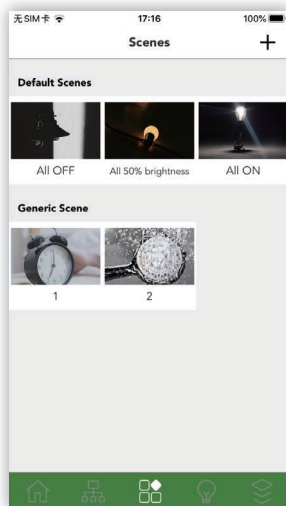 无SIM卡 17:16 100%
Scenes +
Default Scenes
All OFF All 50% brightness All ON
Generic Scene
1 2